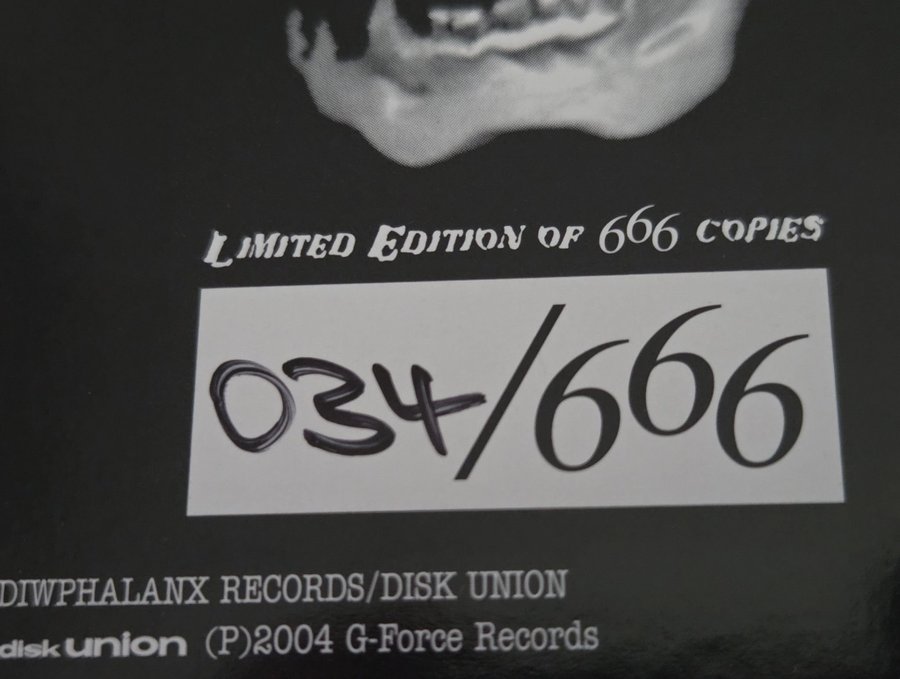 LIMITED EDITION OF 666 COPIES
034/666
DIWPHALANX RECORDS/DISK UNION
disk union (P)2004 G-Force Records